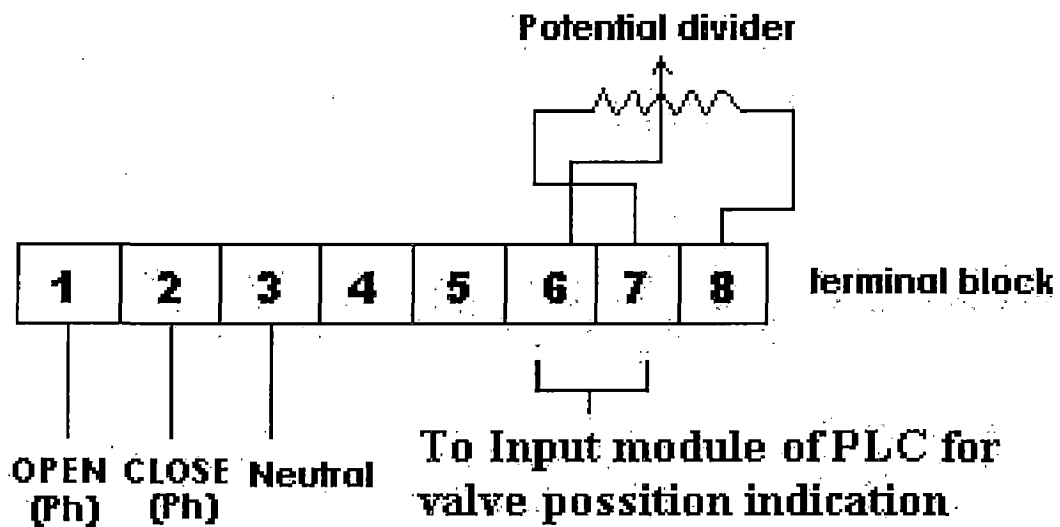 Potential divider
1 2 3 4 5 6 7 8
Terminal block
OPEN (Ph)
CLOSE (Ph)
Neutral
To Input module of PLC for
valve possition indication